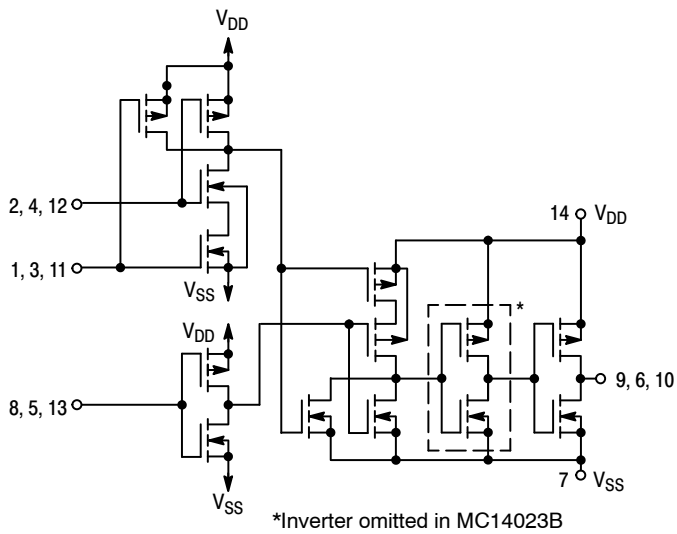 VDD
2, 4, 12
1, 3, 11
VSS
14 VDD
*
VDD
8, 5, 13
9, 6, 10
7 VSS
VSS
*Inverter omitted in MC14023B